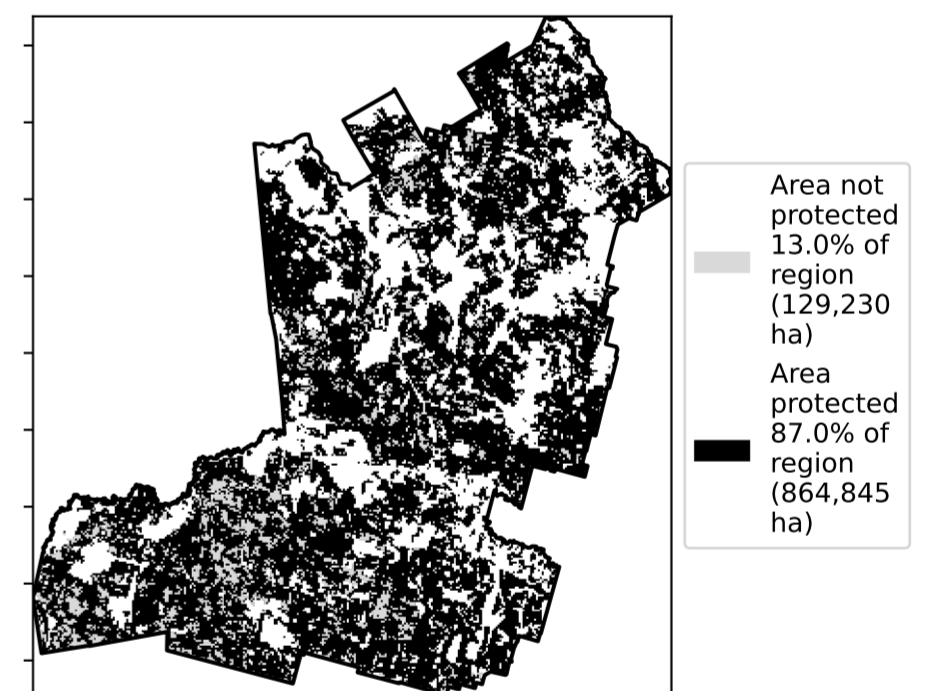 Area not
protected
13.0% of
region
(129,230
ha)
Area
protected
87.0% of
region
(864,845
ha)